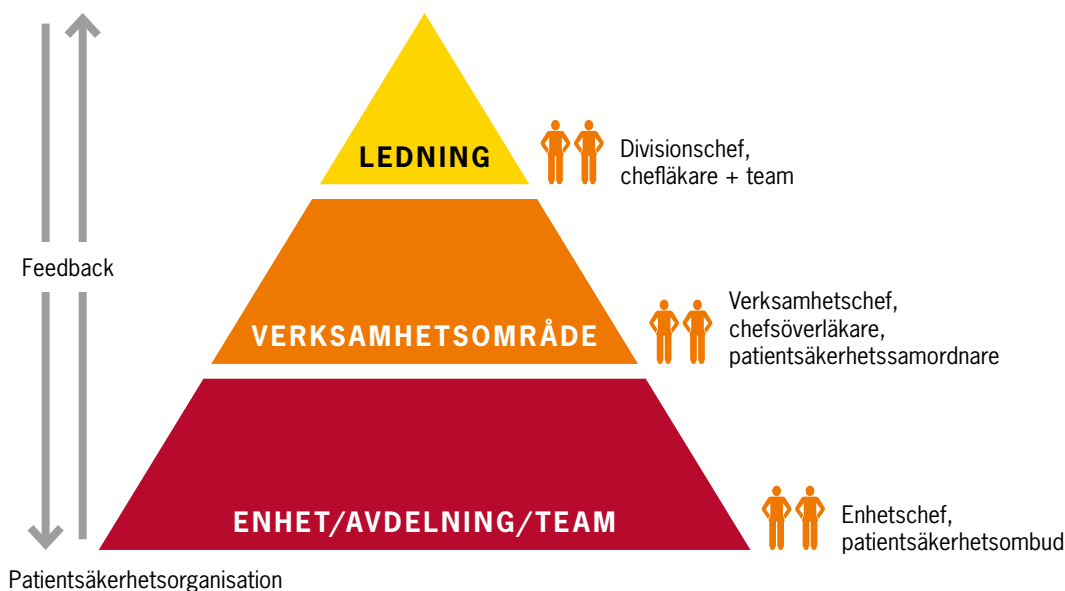 LEDNING
Divisionschef,
chefläkare + team
Feedback
VERKSAMHETSOMRÅDE
Verksamhetschef,
chefsöverläkare,
patientsäkerhetssamordnare
ENHET/AVDELNING/TEAM
Enhetschef,
patientsäkerhetsombud
Patientsäkerhetsorganisation